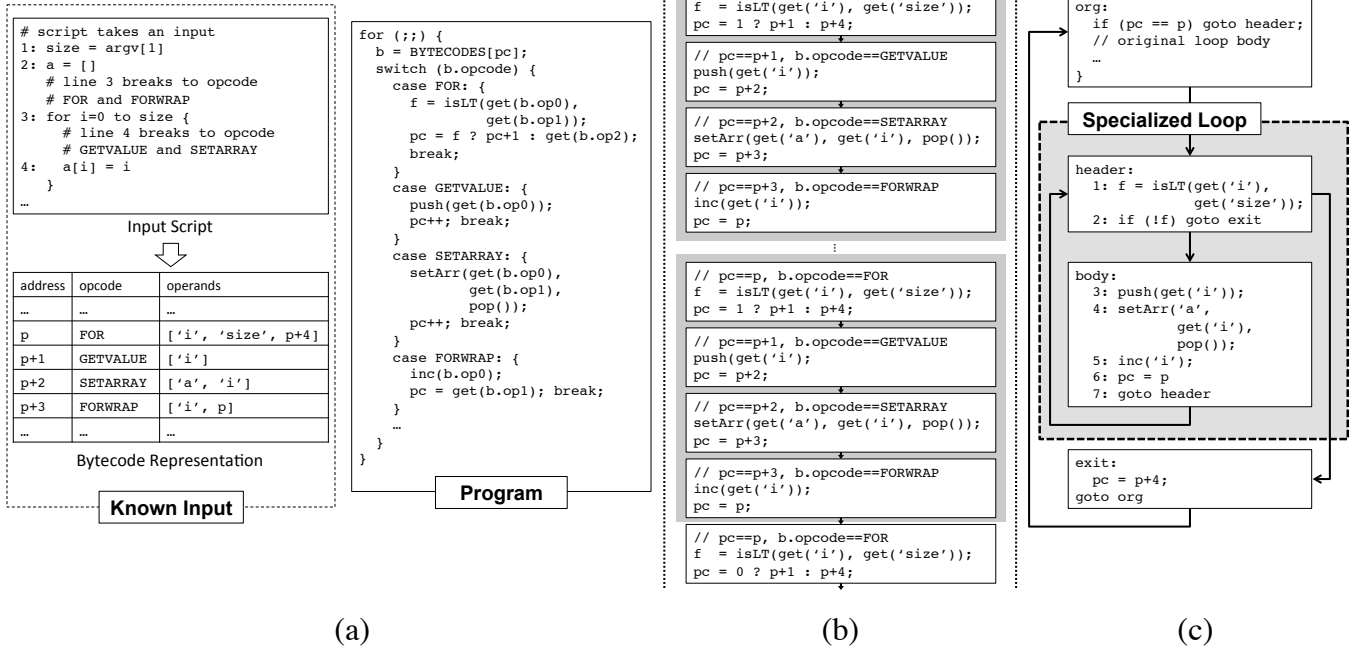 # script takes an input
1: size = argv[1]
2: a = []
# line 3 breaks to opcode
# FOR and FORWRAP
3: for i=0 to size {
# line 4 breaks to opcode
# GETVALUE and SETARRAY
4: a[i] = i
}
…
Input Script
address opcode operands
… … …
p FOR [‘i’, ‘size’, p+4]
p+1 GETVALUE [‘i’]
p+2 SETARRAY [‘a’, ‘i’]
p+3 FORWRAP [‘i’, p]
… … …
Bytecode Representation
Known Input
for (;;) {
b = BYTECODES[pc];
switch (b.opcode) {
case FOR: {
f = isLT(get(b.op0),
get(b.op1));
pc = f ? pc+1 : get(b.op2);
break;
}
case GETVALUE: {
push(get(b.op0));
pc++; break;
}
case SETARRAY: {
setArr(get(b.op0),
get(b.op1),
pop());
pc++; break;
}
case FORWRAP: {
inc(b.op0);
pc = get(b.op1); break;
}
…
}
}
Program
(a)
f = isLT(get(‘i’), get(‘size’));
pc = 1 ? p+1 : p+4;
// pc==p+1, b.opcode==GETVALUE
push(get(‘i’));
pc = p+2;
// pc==p+2, b.opcode==SETARRAY
setArr(get(‘a’), get(‘i’), pop());
pc = p+3;
// pc==p+3, b.opcode==FORWRAP
inc(get(‘i’));
pc = p;
…
// pc==p, b.opcode==FOR
f = isLT(get(‘i’), get(‘size’));
pc = 1 ? p+1 : p+4;
// pc==p+1, b.opcode==GETVALUE
push(get(‘i’);
pc = p+2;
// pc==p+2, b.opcode==SETARRAY
setArr(get(‘a’), get(‘i’), pop());
pc = p+3;
// pc==p+3, b.opcode==FORWRAP
inc(get(‘i’));
pc = p;
// pc==p, b.opcode==FOR
f = isLT(get(‘i’), get(‘size’));
pc = 0 ? p+1 : p+4;
(b)
org:
if (pc == p) goto header;
// original loop body
…
}
Specialized Loop
header:
1: f = isLT(get(‘i’),
get(‘size’));
2: if (!f) goto exit
body:
3: push(get(‘i’));
4: setArr(‘a’,
get(‘i’),
pop());
5: inc(‘i’);
6: pc = p
7: goto header
exit:
pc = p+4;
goto org
(c)